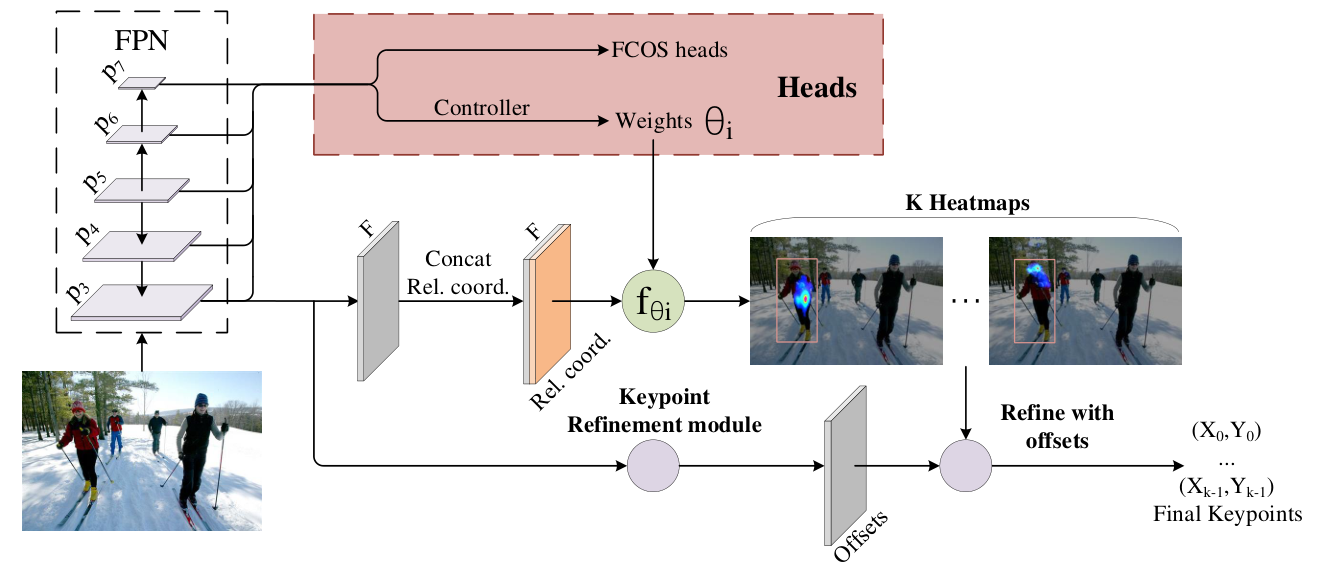 FPN
p7
p6
p5
p4
p3
FCOS heads
Controller
Weights θi
Heads
F
Concat
Rel. coord.
F
Rel. coord.
fθi
K Heatmaps
...
Keypoint
Refinement module
Offsets
Refine with
offsets
(X0,Y0)
...
(Xk-1,Yk-1)
Final Keypoints